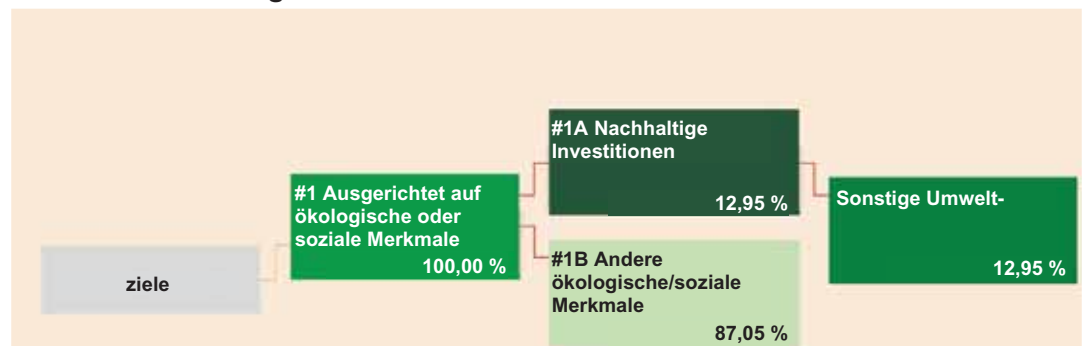 #1A Nachhaltige
Investitionen
12,95 %
#1 Ausgerichtet auf
ökologische oder
soziale Merkmale
100,00 %
Sonstige Umwelt-
12,95 %
ziele
#1B Andere
ökologische/soziale
Merkmale
87,05 %